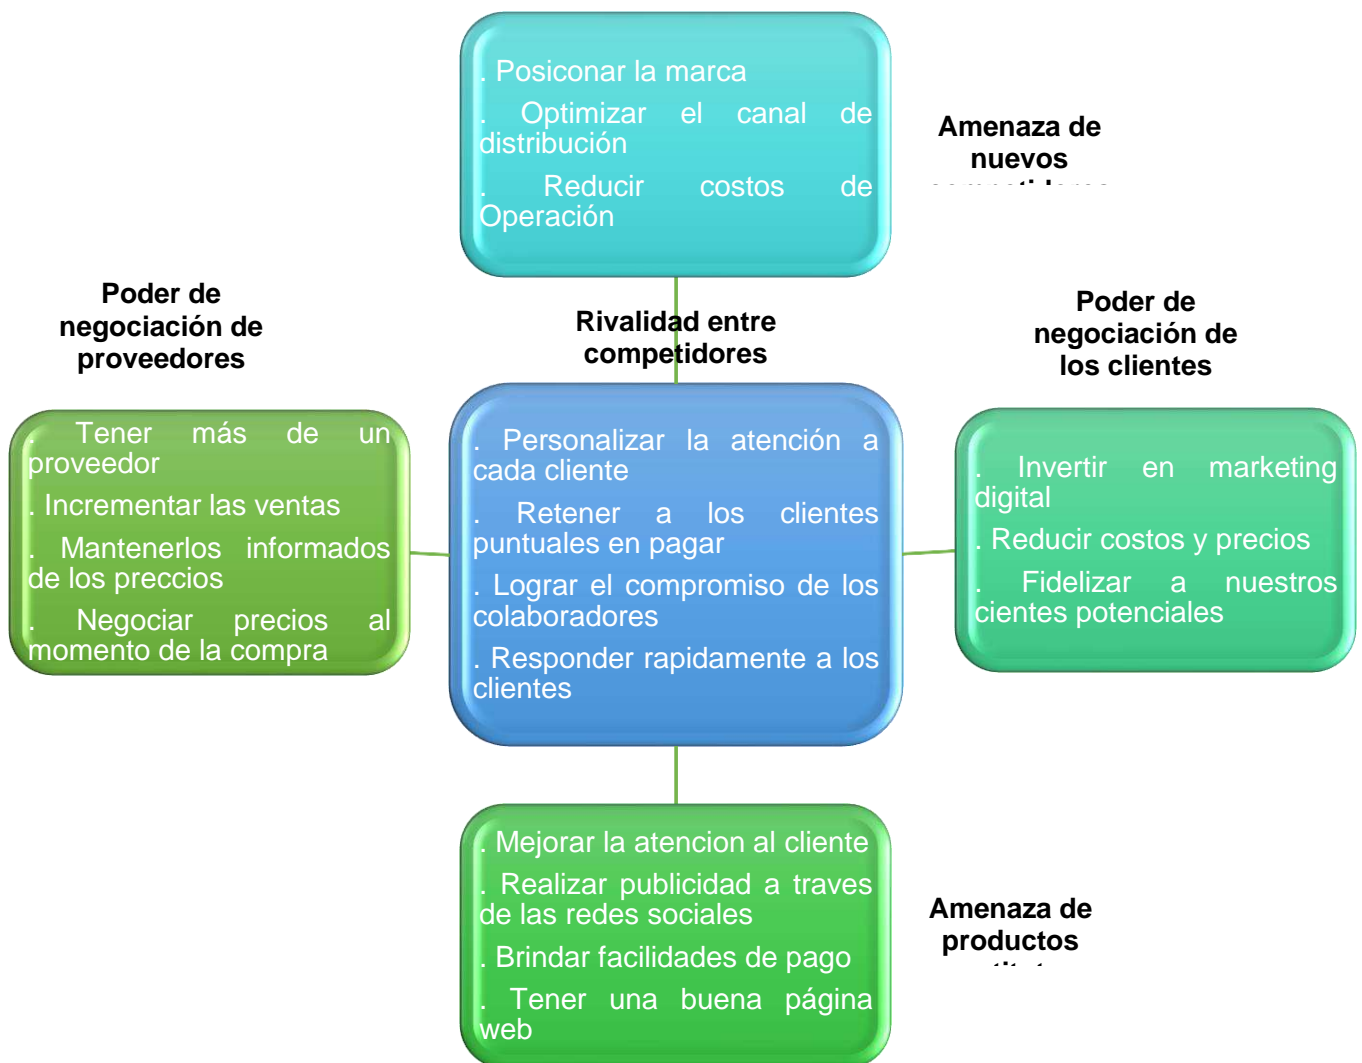 . Posiconar la marca
. Optimizar el canal de
distribución
. Reducir costos de
Operación
Amenaza de
nuevos
Poder de
negociación de
proveedores
Rivalidad entre
competidores
Poder de
negociación de
los clientes
. Tener más de un
proveedor
. Incrementar las ventas
. Mantenerlos informados
de los preccios
. Negociar precios al
momento de la compra
. Personalizar la atención a
cada cliente
. Retener a los clientes
puntuales en pagar
. Lograr el compromiso de los
colaboradores
. Responder rapidamente a los
clientes
. Invertir en marketing
digital
. Reducir costos y precios
. Fidelizar a nuestros
cientes potenciales
. Mejorar la atencion al cliente
. Realizar publicidad a traves
de las redes sociales
. Brindar facilidades de pago
. Tener una buena página
web
Amenaza de
productos